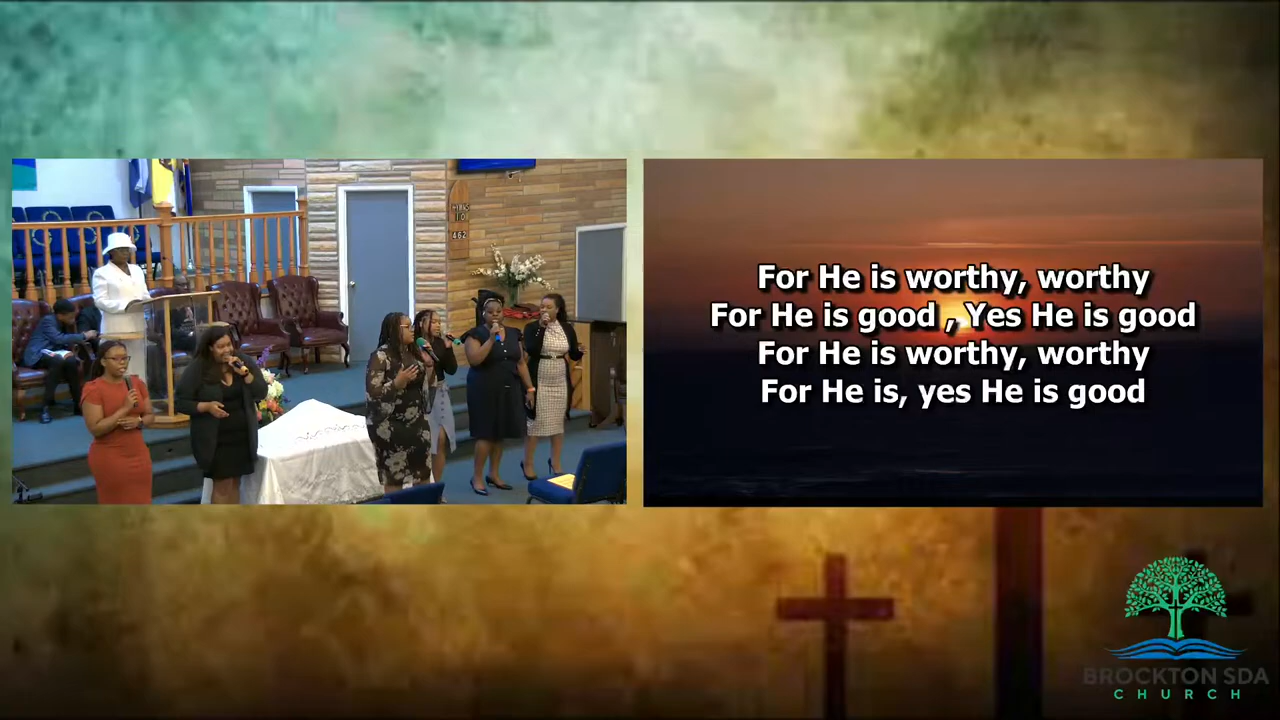 For He is worthy, worthy
For He is good , Yes He is good
For He is worthy, worthy
For He is, yes He is good
462
BROCKTON SDA
CHURCH